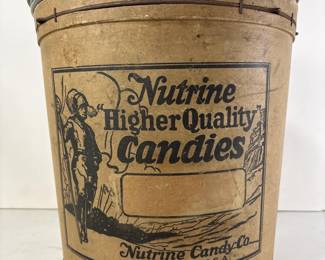 Nutrine
"Higher Quality"
Candies
Nutrine Candy Co.